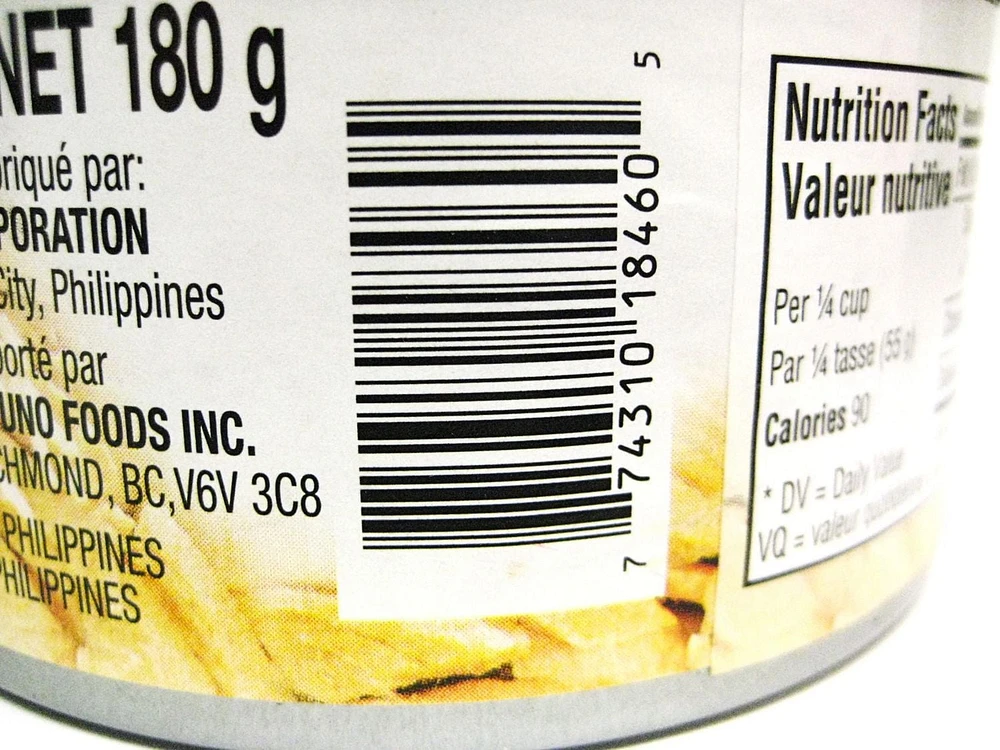 NET 180 g
briqué par:
PORATION
City, Philippines
porté par
UNO FOODS INC.
CHMOND, BC, V6V 3C8
PHILIPPINES
PHILIPPINES
7 74310 18460 5
Nutrition Facts
Valeur nutritive
Per 1/4 cup
Par 1/4 tasse (55 g)
Calories 90
* DV = Daily Value
VQ = valeur quotidienne